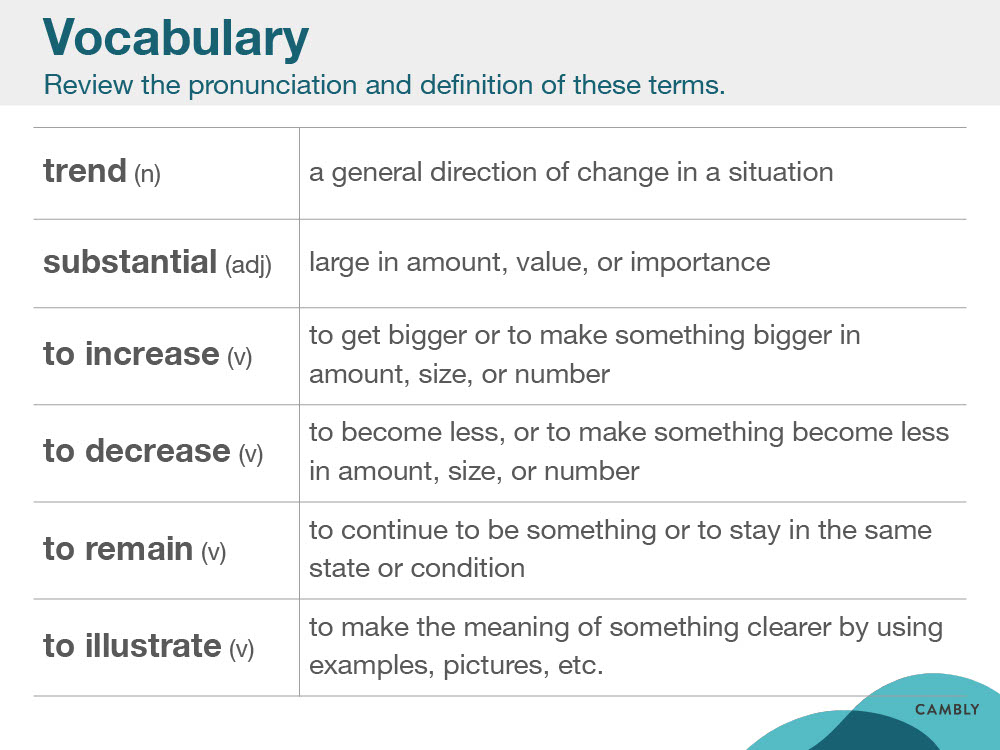 Vocabulary
Review the pronunciation and definition of these terms.
trend (n)
a general direction of change in a situation
substantial (adj)
large in amount, value, or importance
to increase (v)
to get bigger or to make something bigger in
amount, size, or number
to decrease (v)
to become less, or to make something become less
in amount, size, or number
to remain (v)
to continue to be something or to stay in the same
state or condition
to illustrate (v)
to make the meaning of something clearer by using
examples, pictures, etc.
CAMBLY